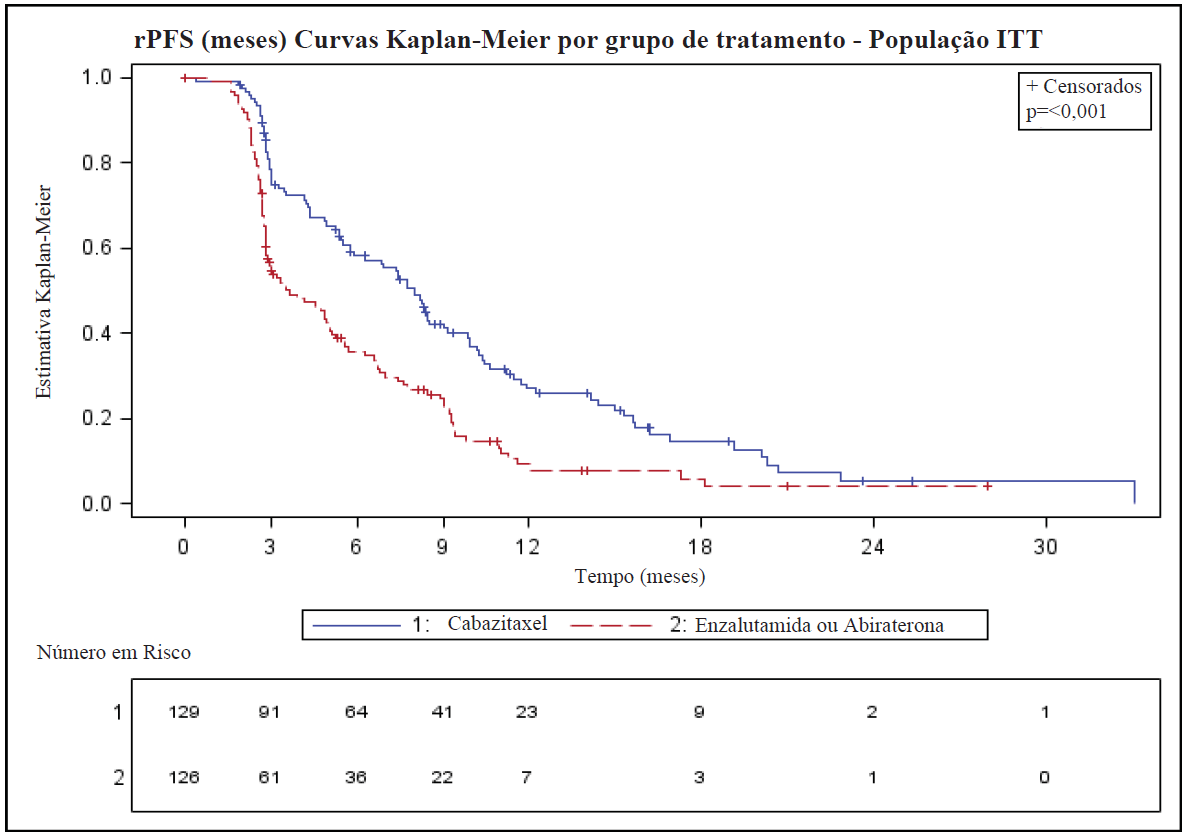 rPFS (meses) Curvas Kaplan-Meier por grupo de tratamento - População ITT
+ Censorados
p=<0,001
Estimativa Kaplan-Meier
1.0
0.8
0.6
0.4
0.2
0.0
0 3 6 9 12 18 24 30
Tempo (meses)
1: Cabazitaxel 2: Enzalutamida ou Abiraterona
Número em Risco
1 129 91 64 41 23 9 2 1
2 126 61 36 22 7 3 1 0